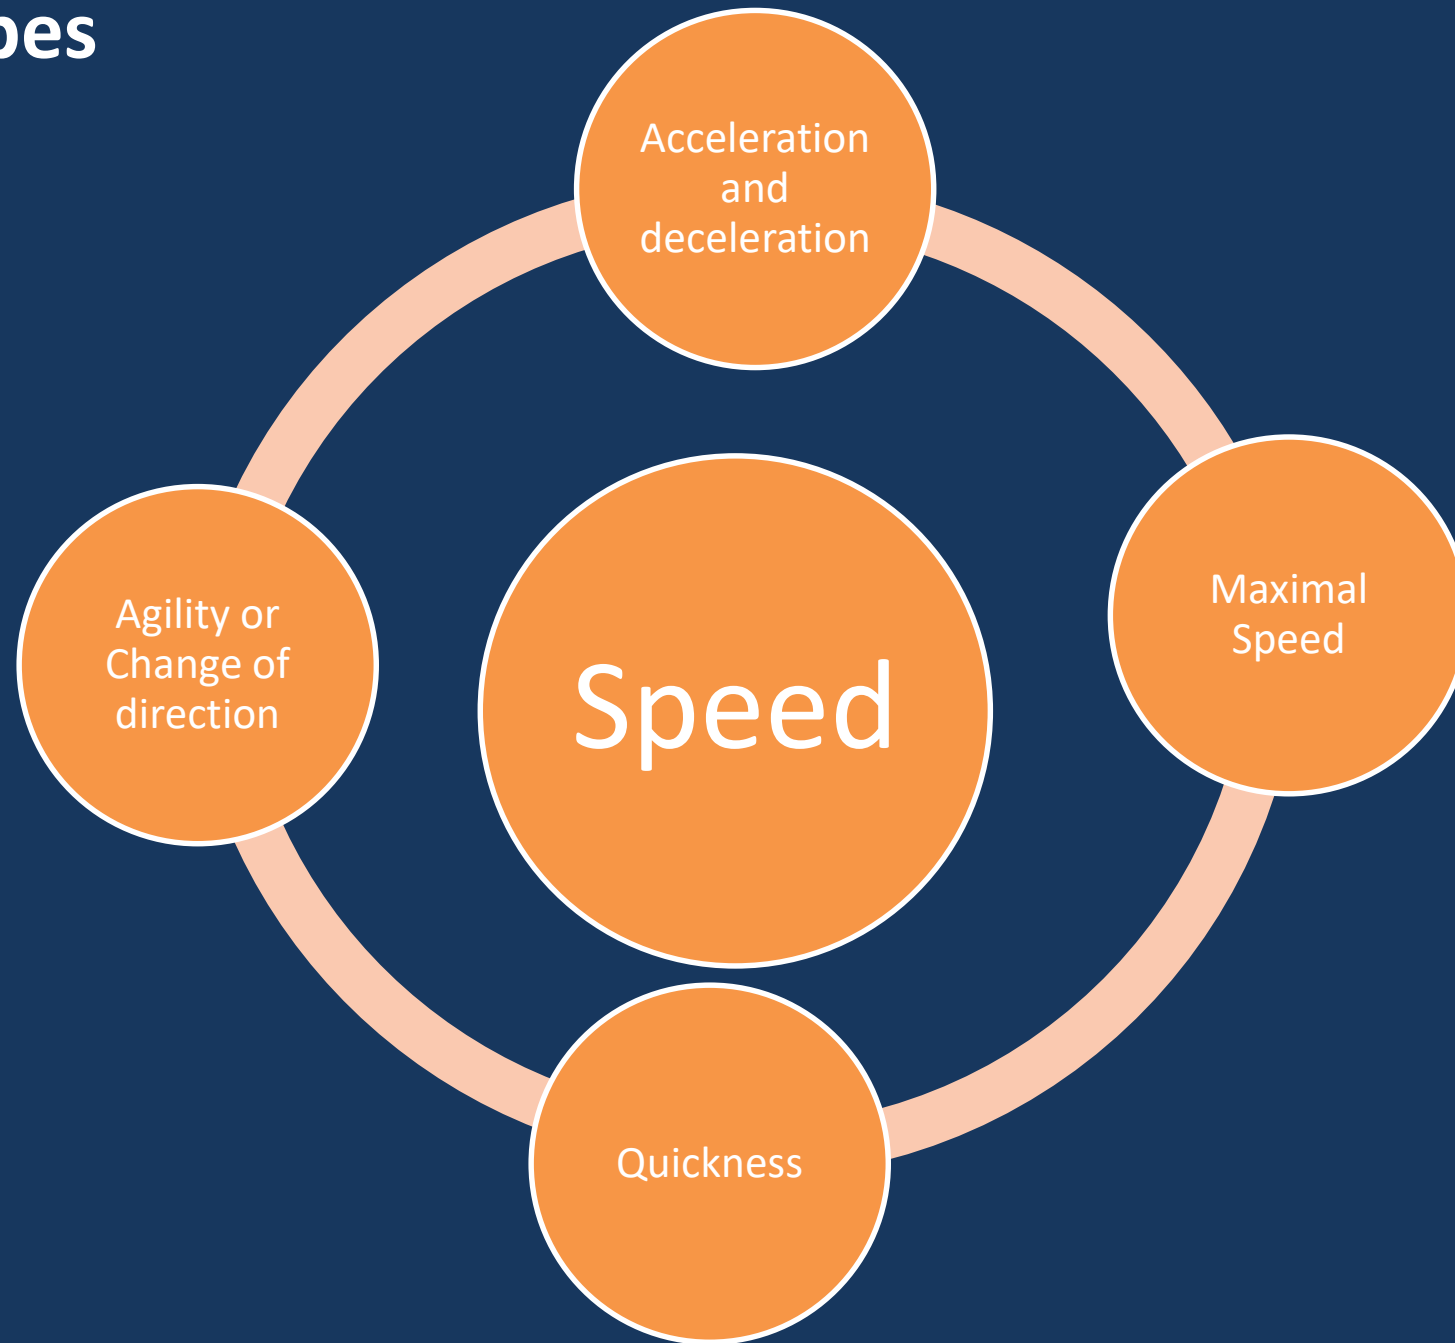 pes
Acceleration
and
deceleration
Maximal
Speed
Agility or
Change of
direction
Speed
Quickness